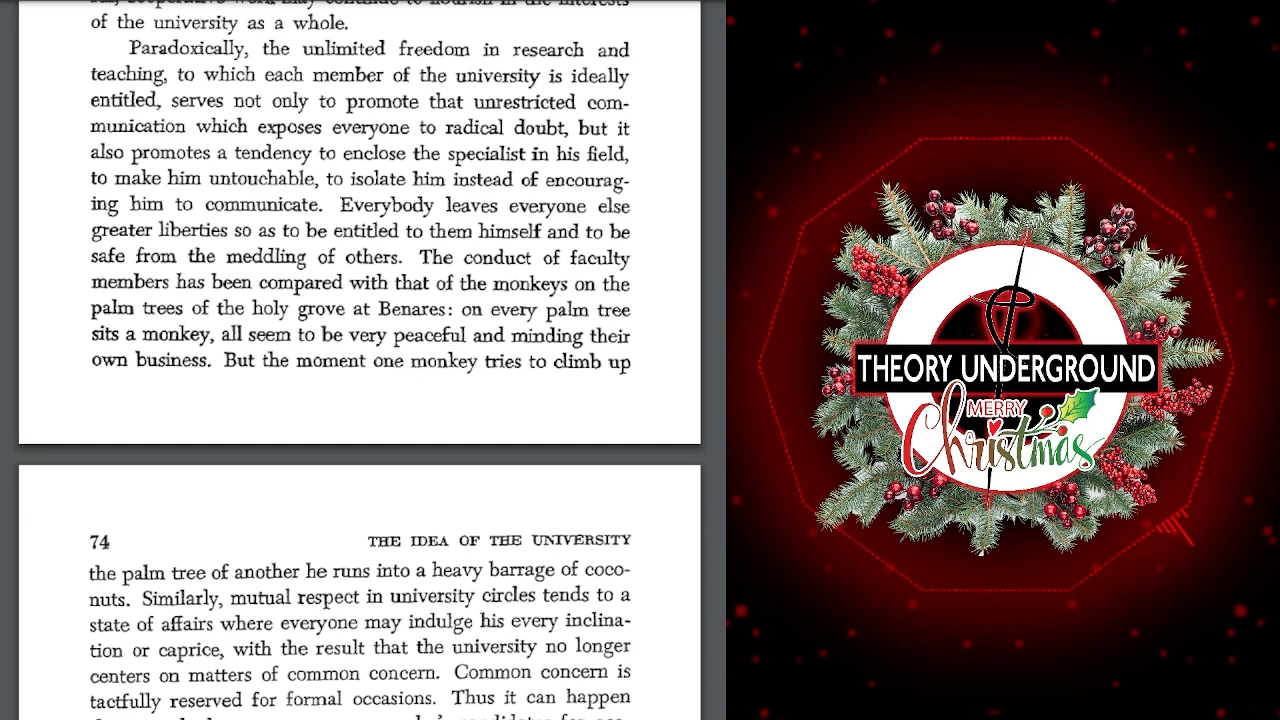 of the university as a whole.
Paradoxically, the unlimited freedom in research and
teaching, to which each member of the university is ideally
entitled, serves not only to promote that unrestricted com-
munication which exposes everyone to radical doubt, but it
also promotes a tendency to enclose the specialist in his field,
to make him untouchable, to isolate him instead of encourag-
ing him to communicate. Everybody leaves everyone else
greater liberties so as to be entitled to them himself and to be
safe from the meddling of others. The conduct of faculty
members has been compared with that of the monkeys on the
palm trees of the holy grove at Benares: on every palm tree
sits a monkey, all seem to be very peaceful and minding their
own business. But the moment one monkey tries to climb up
74 THE IDEA OF THE UNIVERSITY
the palm tree of another he runs into a heavy barrage of coco-
nuts. Similarly, mutual respect in university circles tends to a
state of affairs where everyone may indulge his every inclina-
tion or caprice, with the result that the university no longer
centers on matters of common concern. Common concern is
tactfully reserved for formal occasions. Thus it can happen
THEORY UNDERGROUND
MERRY
Christmas